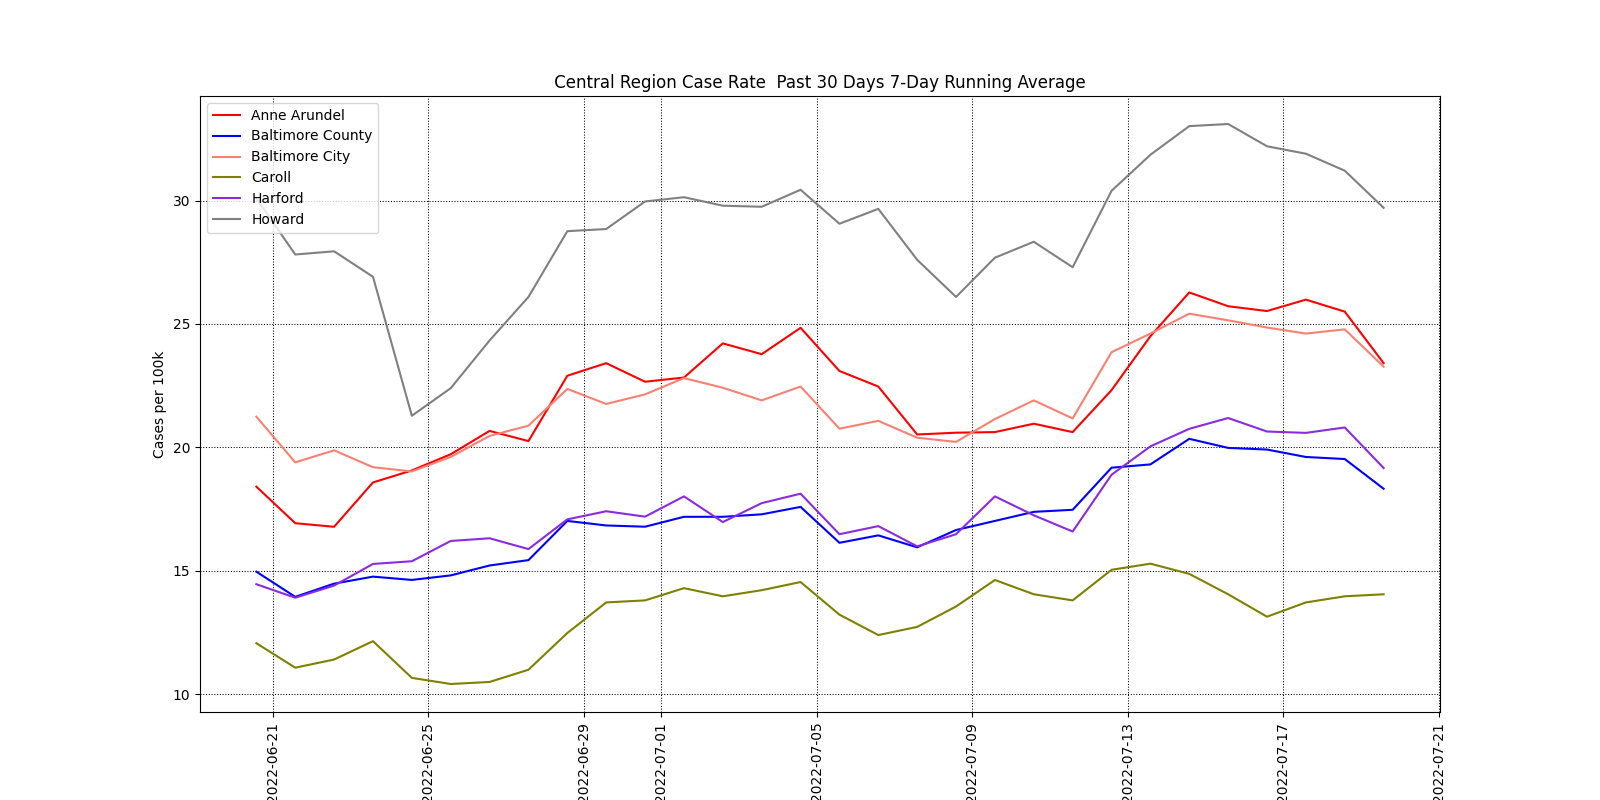 Central Region Case Rate  Past 30 Days 7-Day Running Average
Anne Arundel
Baltimore County
Baltimore City
Caroll
Harford
Howard
30
25
20
15
10
Cases per 100k
2022-06-21
2022-06-25
2022-06-29
2022-07-01
2022-07-05
2022-07-09
2022-07-13
2022-07-17
2022-07-21